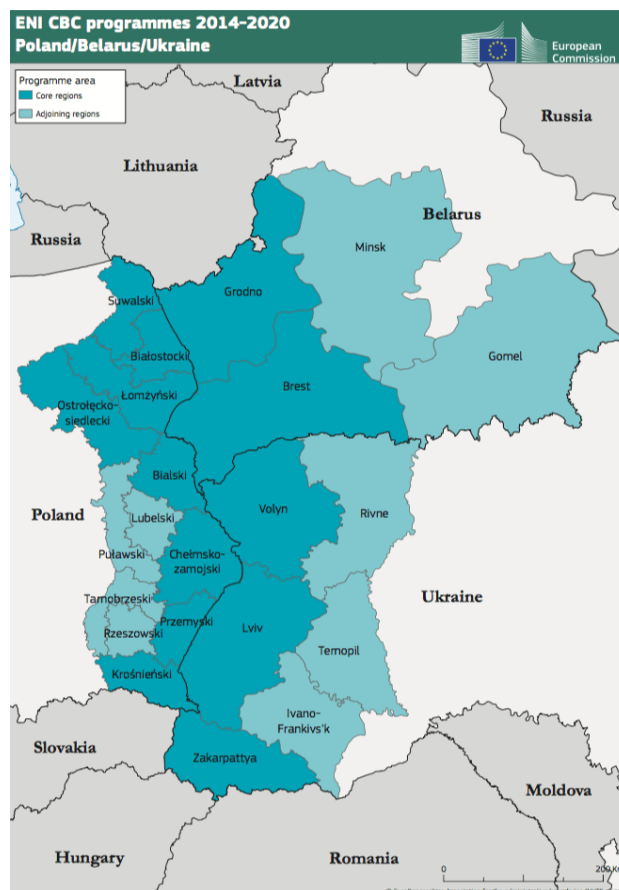 ENI CBC programmes 2014-2020
Poland/Belarus/Ukraine
European
Commission
Programme area
Core regions
Adjoining regions
Latvia
Russia
Lithuania
Belarus
Russia
Minsk
Grodno
Suwalski
Białostocki
Gomel
Brest
Łomżyński
Ostrołęcko-
siedlecki
Bialski
Volyn
Rivne
Poland
Lubelski
Puławski
Chełmsko-
zamojski
Ukraine
Tarnobrzeski
Przemyski
Rzeszowski
Lviv
Ternopil
Krośnieński
Ivano-
Frankivs'k
Slovakia
Zakarpattya
Moldova
Hungary
Romania
0